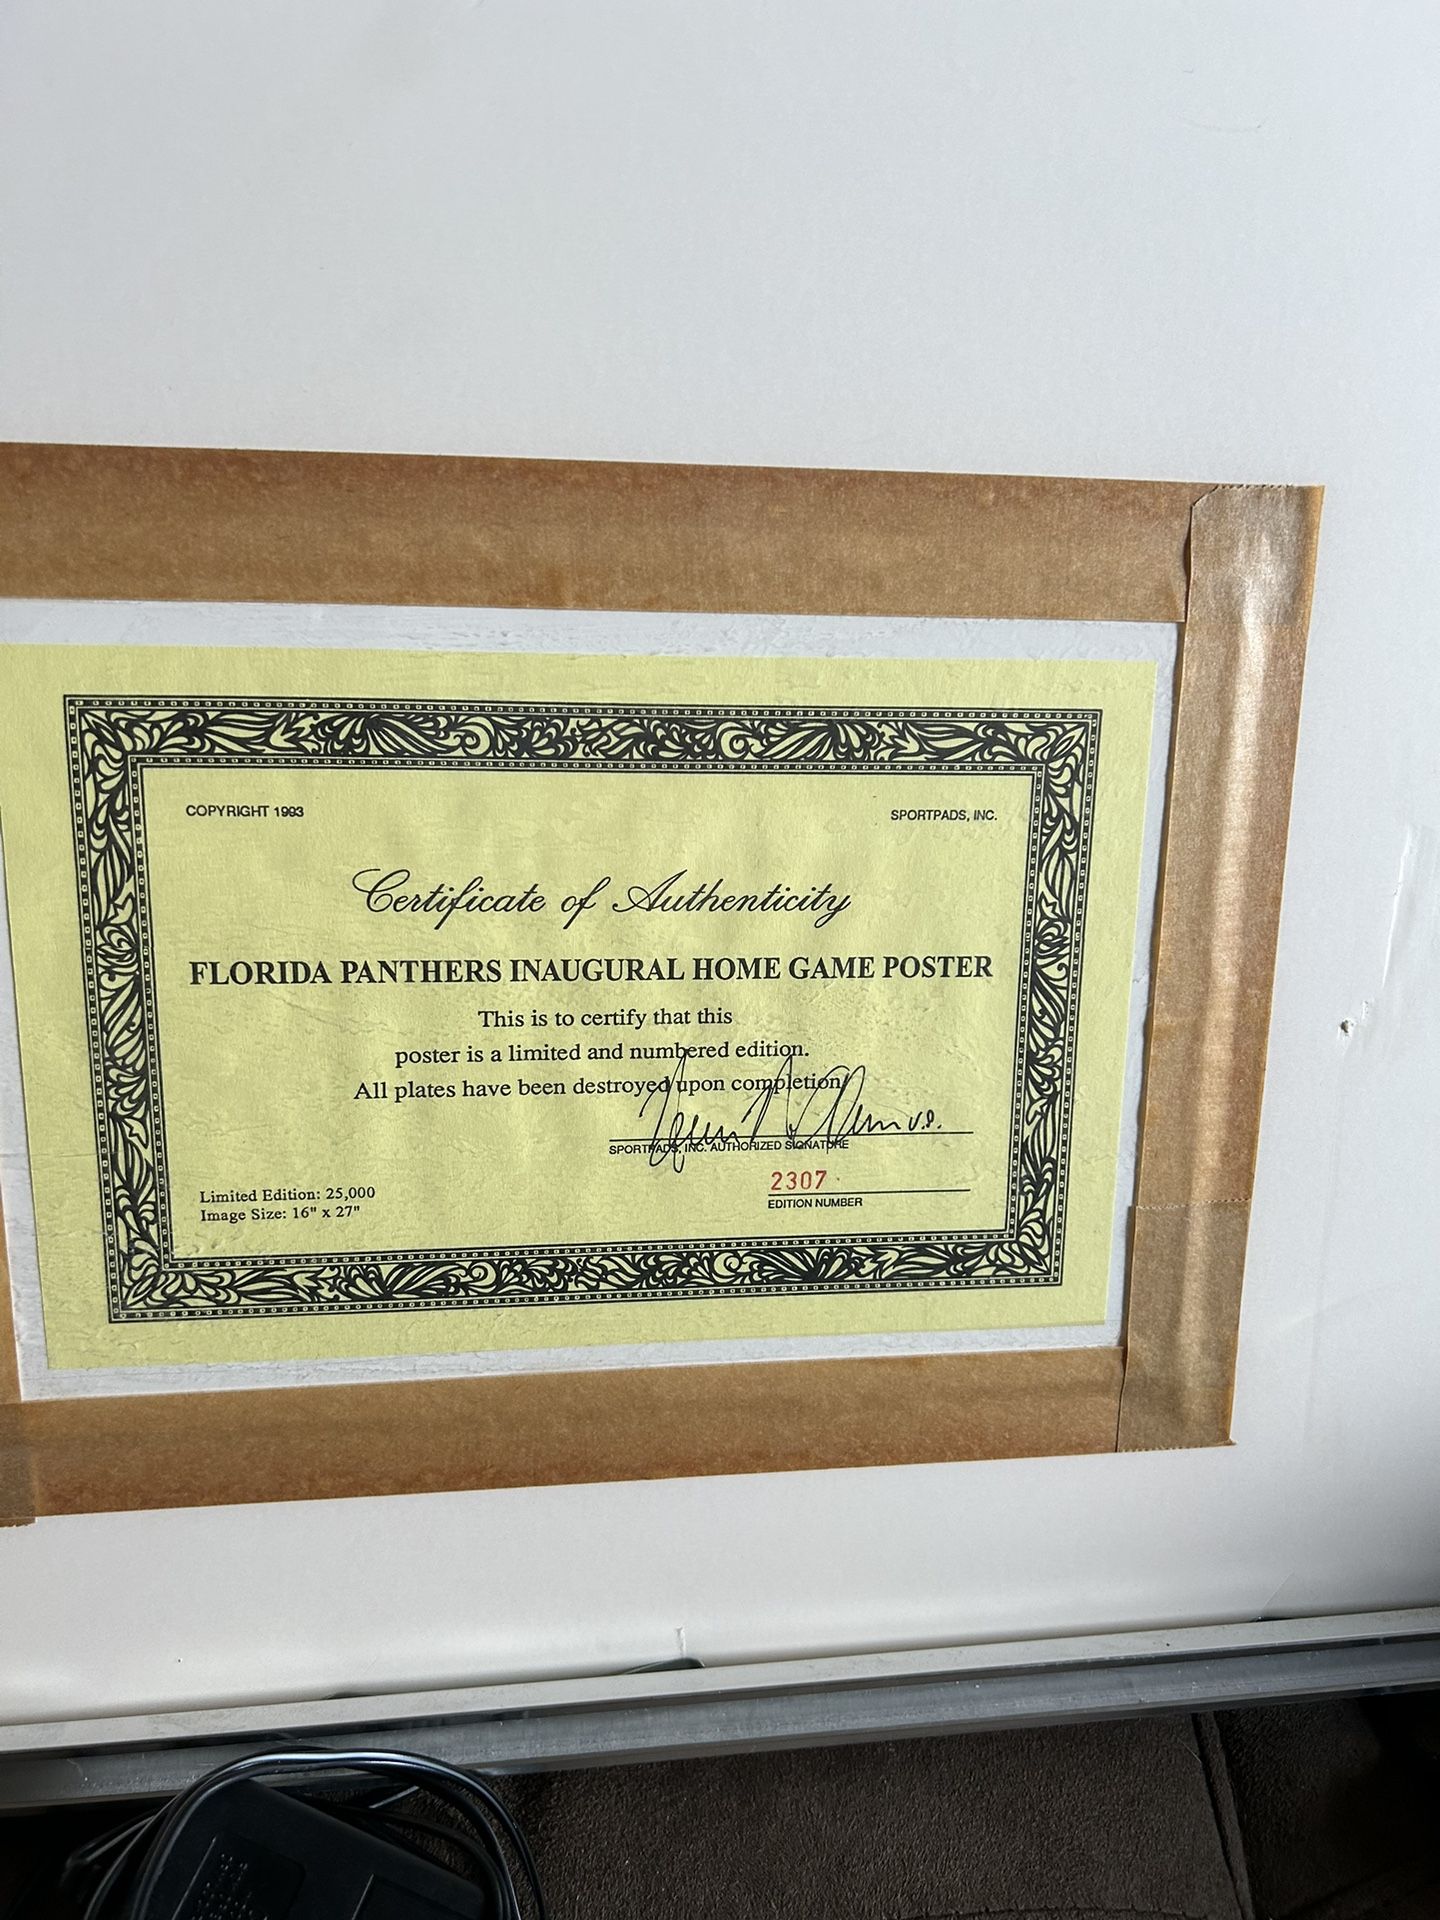 COPYRIGHT 1993
SPORTPADS, INC.
Certificate of Authenticity
FLORIDA PANTHERS INAUGURAL HOME GAME POSTER
This is to certify that this
poster is a limited and numbered edition.
All plates have been destroyed upon completion
v.p.
SPORTPADS, INC. AUTHORIZED SIGNATURE
2307
EDITION NUMBER
Limited Edition: 25,000
Image Size: 16" x 27"